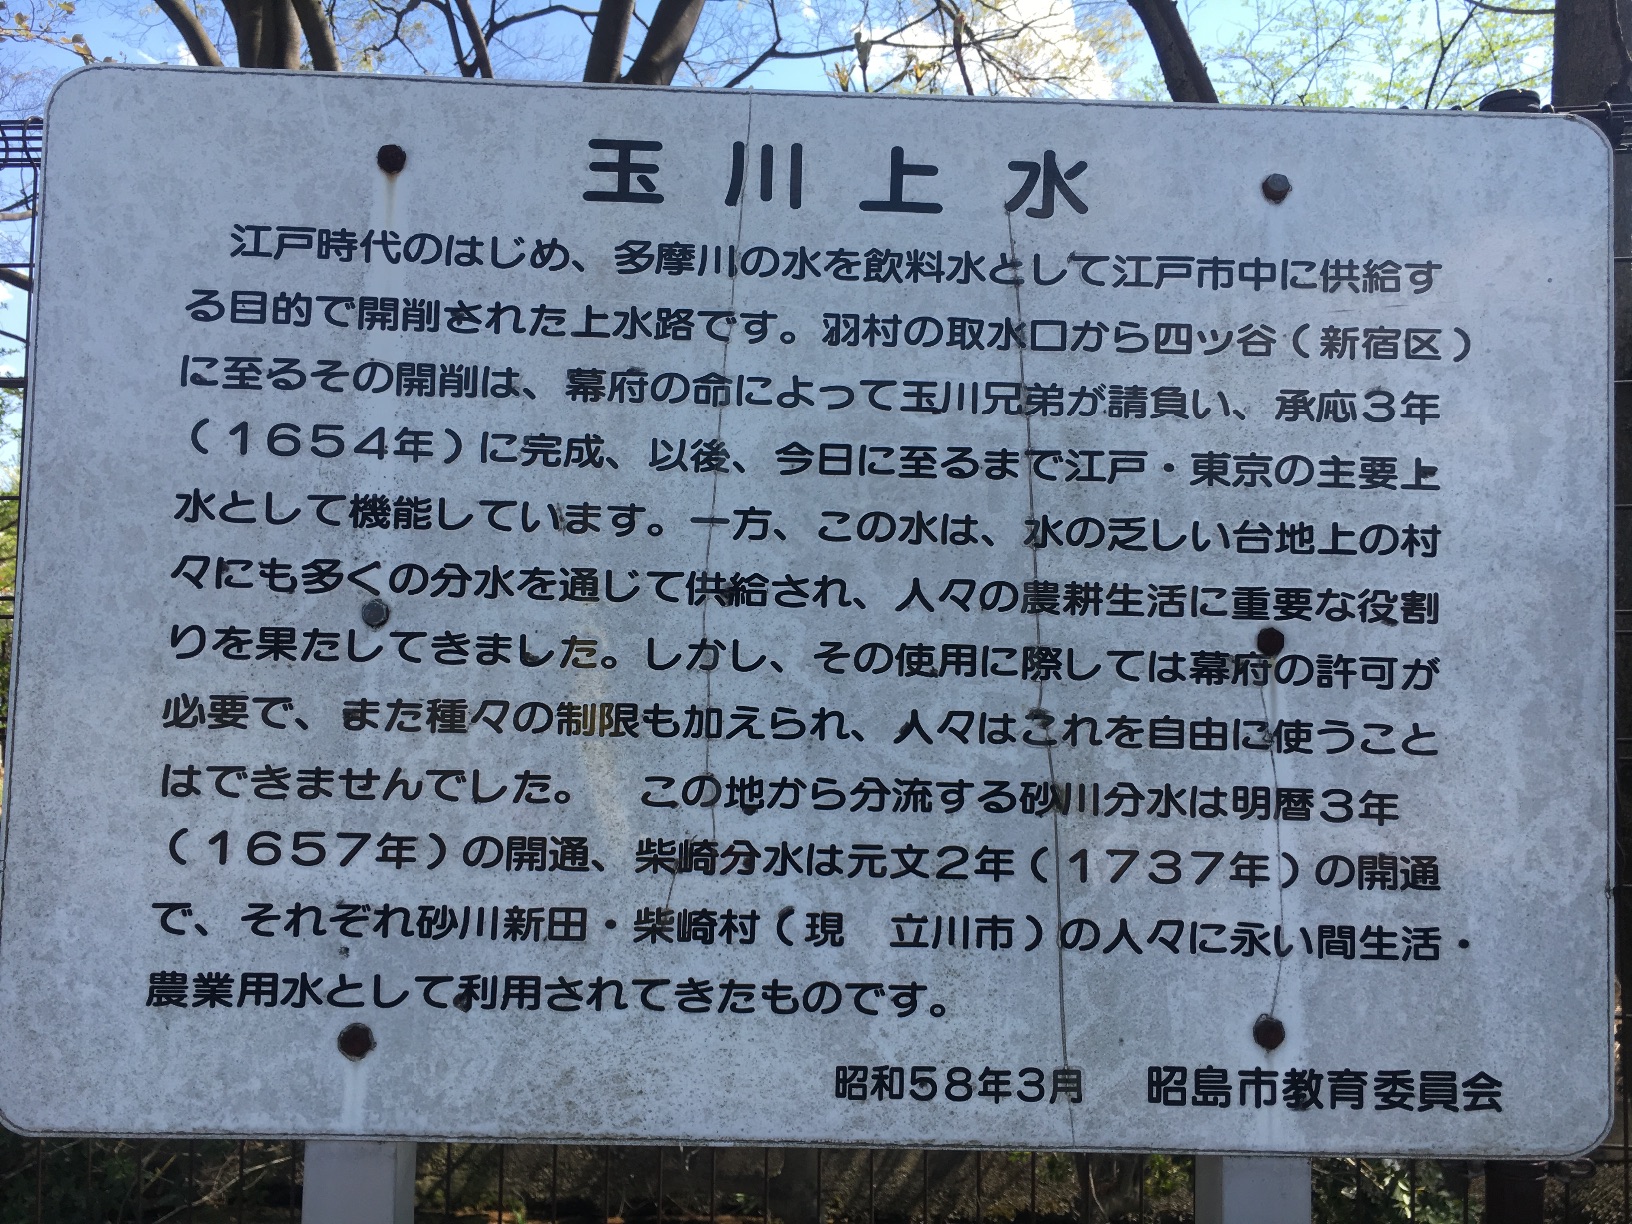 玉川上水
江戸時代のはじめ、多摩川の水を飲料水として江戸市中に供給す
る目的で開削された上水路です。羽村の取水口から四ッ谷(新宿区)
に至るその開削は、幕府の命によって玉川兄弟が請負い、承応3年
(1654年)に完成、以後、今日に至るまで江戸・東京の主要上
水として機能しています。一方、この水は、水の乏しい台地上の村
々にも多くの分水を通じて供給され、人々の農耕生活に重要な役割
りを果たしてきました。しかし、その使用に際しては幕府の許可が
必要で、また種々の制限も加えられ、人々はこれを自由に使うこと
はできませんでした。 この地から分流する砂川分水は明暦3年
(1657年)の開通、柴崎分水は元文2年(1737年)の開通
で、それぞれ砂川新田・柴崎村(現 立川市)の人々に永い間生活・
農業用水として利用されてきたものです。
昭和58年3月 昭島市教育委員会